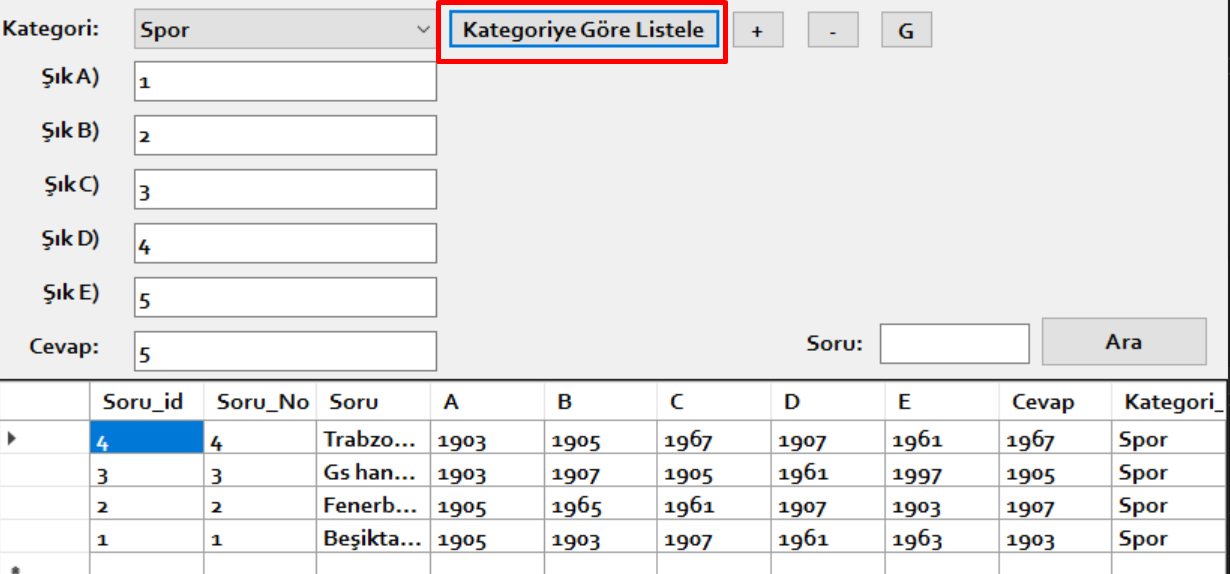 Kategori: Spor Kategoriye Göre Listele + - G
Şık A) 1
Şık B) 2
Şık C) 3
Şık D) 4
Şık E) 5
Cevap: 5 Soru: Ara
Soru_id Soru_No Soru A B C D E Cevap Kategori_
4 4 Trabzo... 1903 1905 1967 1907 1961 1967 Spor
3 3 Gs han... 1903 1907 1905 1961 1997 1905 Spor
2 2 Fenerb... 1905 1965 1961 1907 1903 1907 Spor
1 1 Beşikta... 1905 1903 1907 1961 1963 1903 Spor